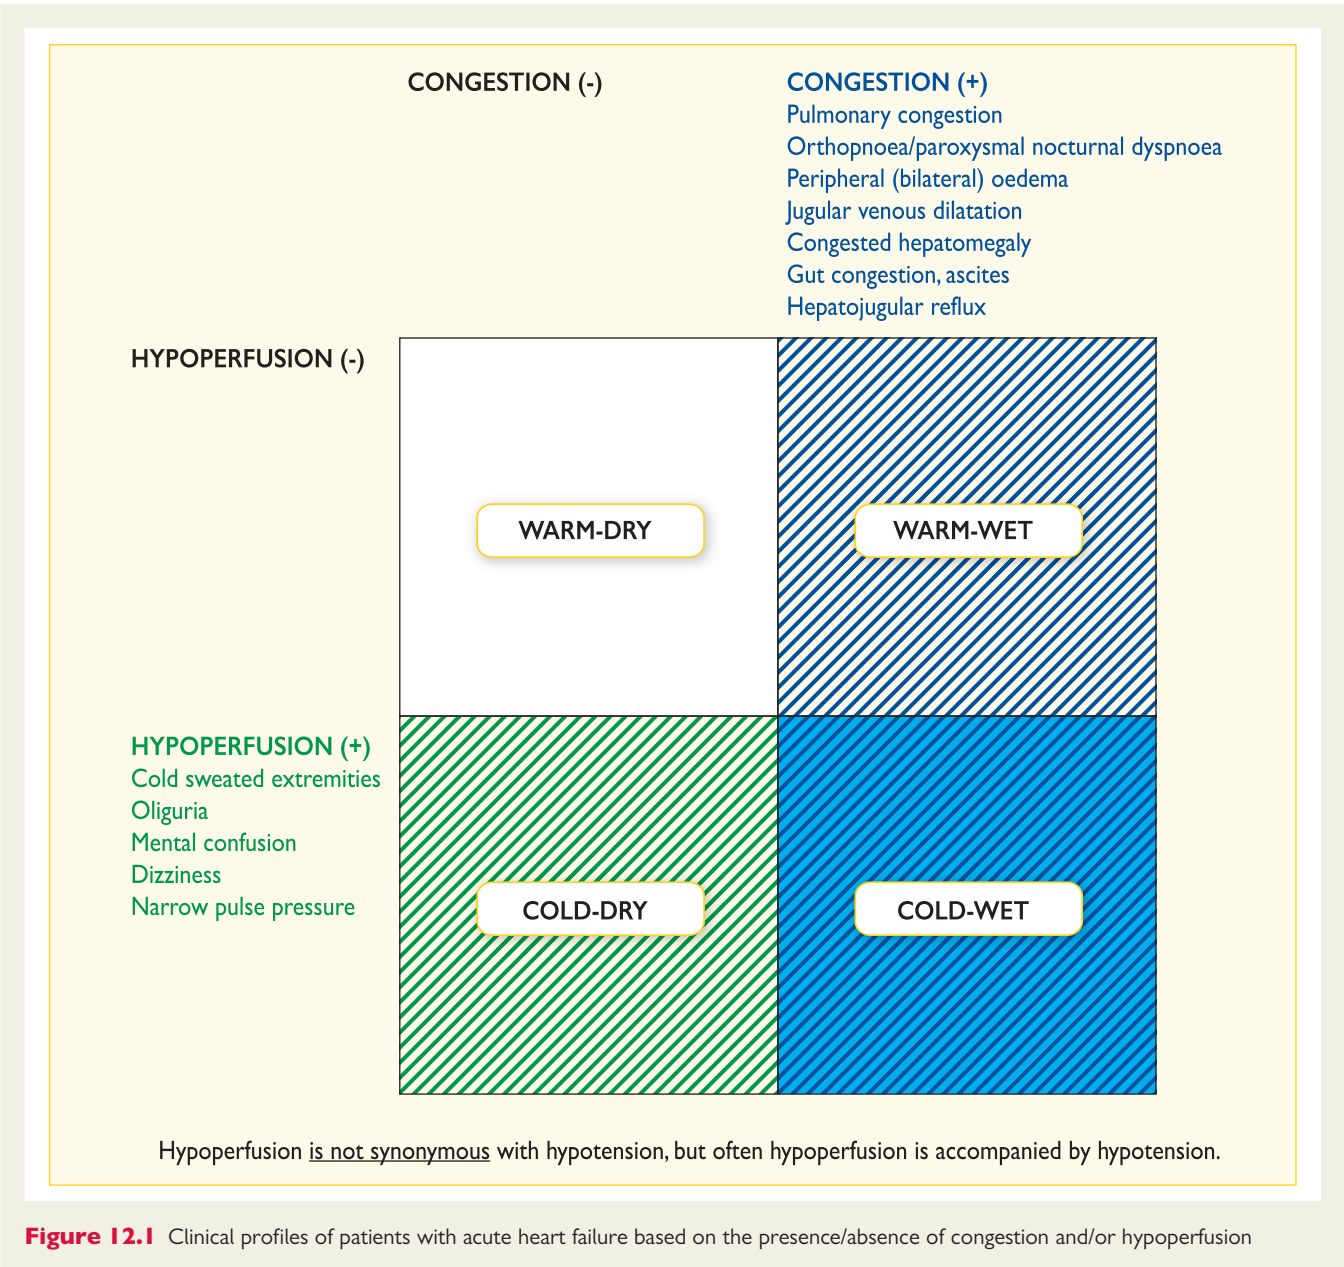 CONGESTION (-)
CONGESTION (+)
Pulmonary congestion
Orthopnoea/paroxysmal nocturnal dyspnoea
Peripheral (bilateral) oedema
Jugular venous dilatation
Congested hepatomegaly
Gut congestion, ascites
Hepatojugular reflux
HYPOPERFUSION (-)
WARM-DRY
WARM-WET
HYPOPERFUSION (+)
Cold sweated extremities
Oliguria
Mental confusion
Dizziness
Narrow pulse pressure
COLD-DRY
COLD-WET
Hypoperfusion is not synonymous with hypotension, but often hypoperfusion is accompanied by hypotension.
Figure 12.1 Clinical profiles of patients with acute heart failure based on the presence/absence of congestion and/or hypoperfusion